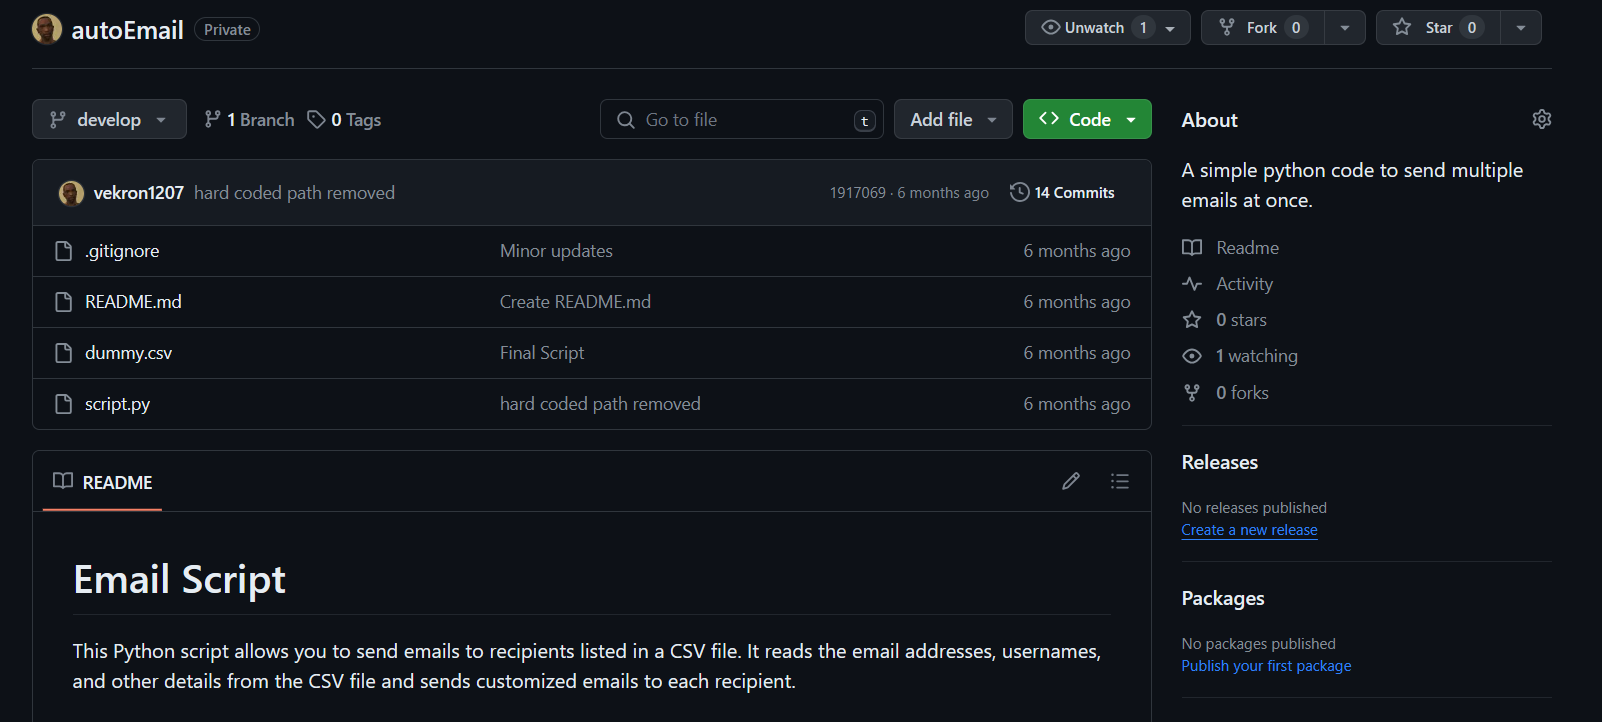 autoEmail Private Unwatch 1 Fork 0 Star 0
develop 1 Branch 0 Tags Go to file t Add file Code
vekron1207 hard coded path removed 1917069 · 6 months ago 14 Commits
.gitignore Minor updates 6 months ago
README.md Create README.md 6 months ago
dummy.csv Final Script 6 months ago
script.py hard coded path removed 6 months ago
README
Email Script
This Python script allows you to send emails to recipients listed in a CSV file. It reads the email addresses, usernames,
and other details from the CSV file and sends customized emails to each recipient.
About
A simple python code to send multiple
emails at once.
Readme
Activity
0 stars
1 watching
0 forks
Releases
No releases published
Create a new release
Packages
No packages published
Publish your first package